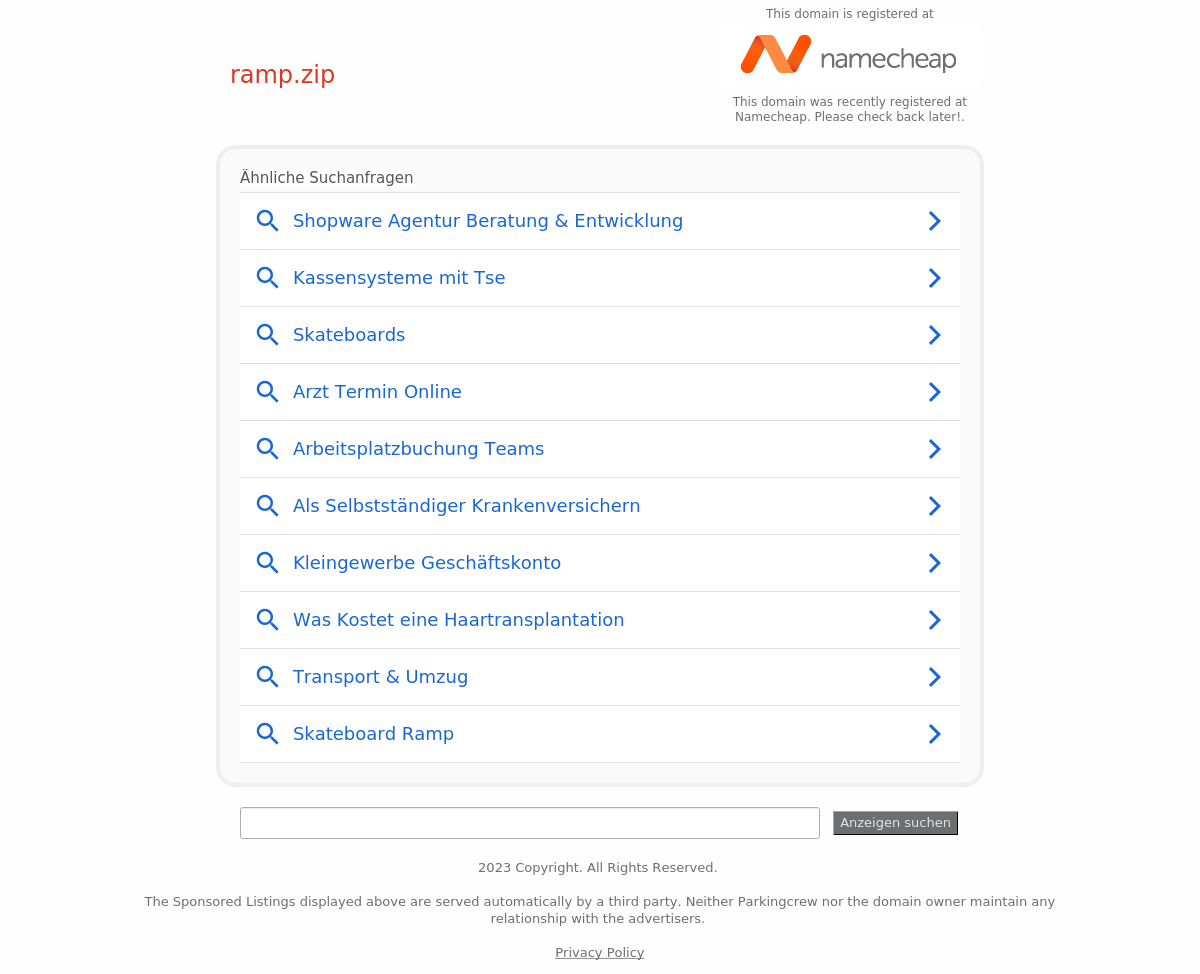 This domain is registered at
namecheap
ramp.zip
This domain was recently registered at
Namecheap. Please check back later!.
Ähnliche Suchanfragen
Shopware Agentur Beratung & Entwicklung
Kassensysteme mit Tse
Skateboards
Arzt Termin Online
Arbeitsplatzbuchung Teams
Als Selbstständiger Krankenversichern
Kleingewerbe Geschäftskonto
Was Kostet eine Haartransplantation
Transport & Umzug
Skateboard Ramp
Anzeigen suchen
2023 Copyright. All Rights Reserved.
The Sponsored Listings displayed above are served automatically by a third party. Neither Parkingcrew nor the domain owner maintain any
relationship with the advertisers.
Privacy Policy